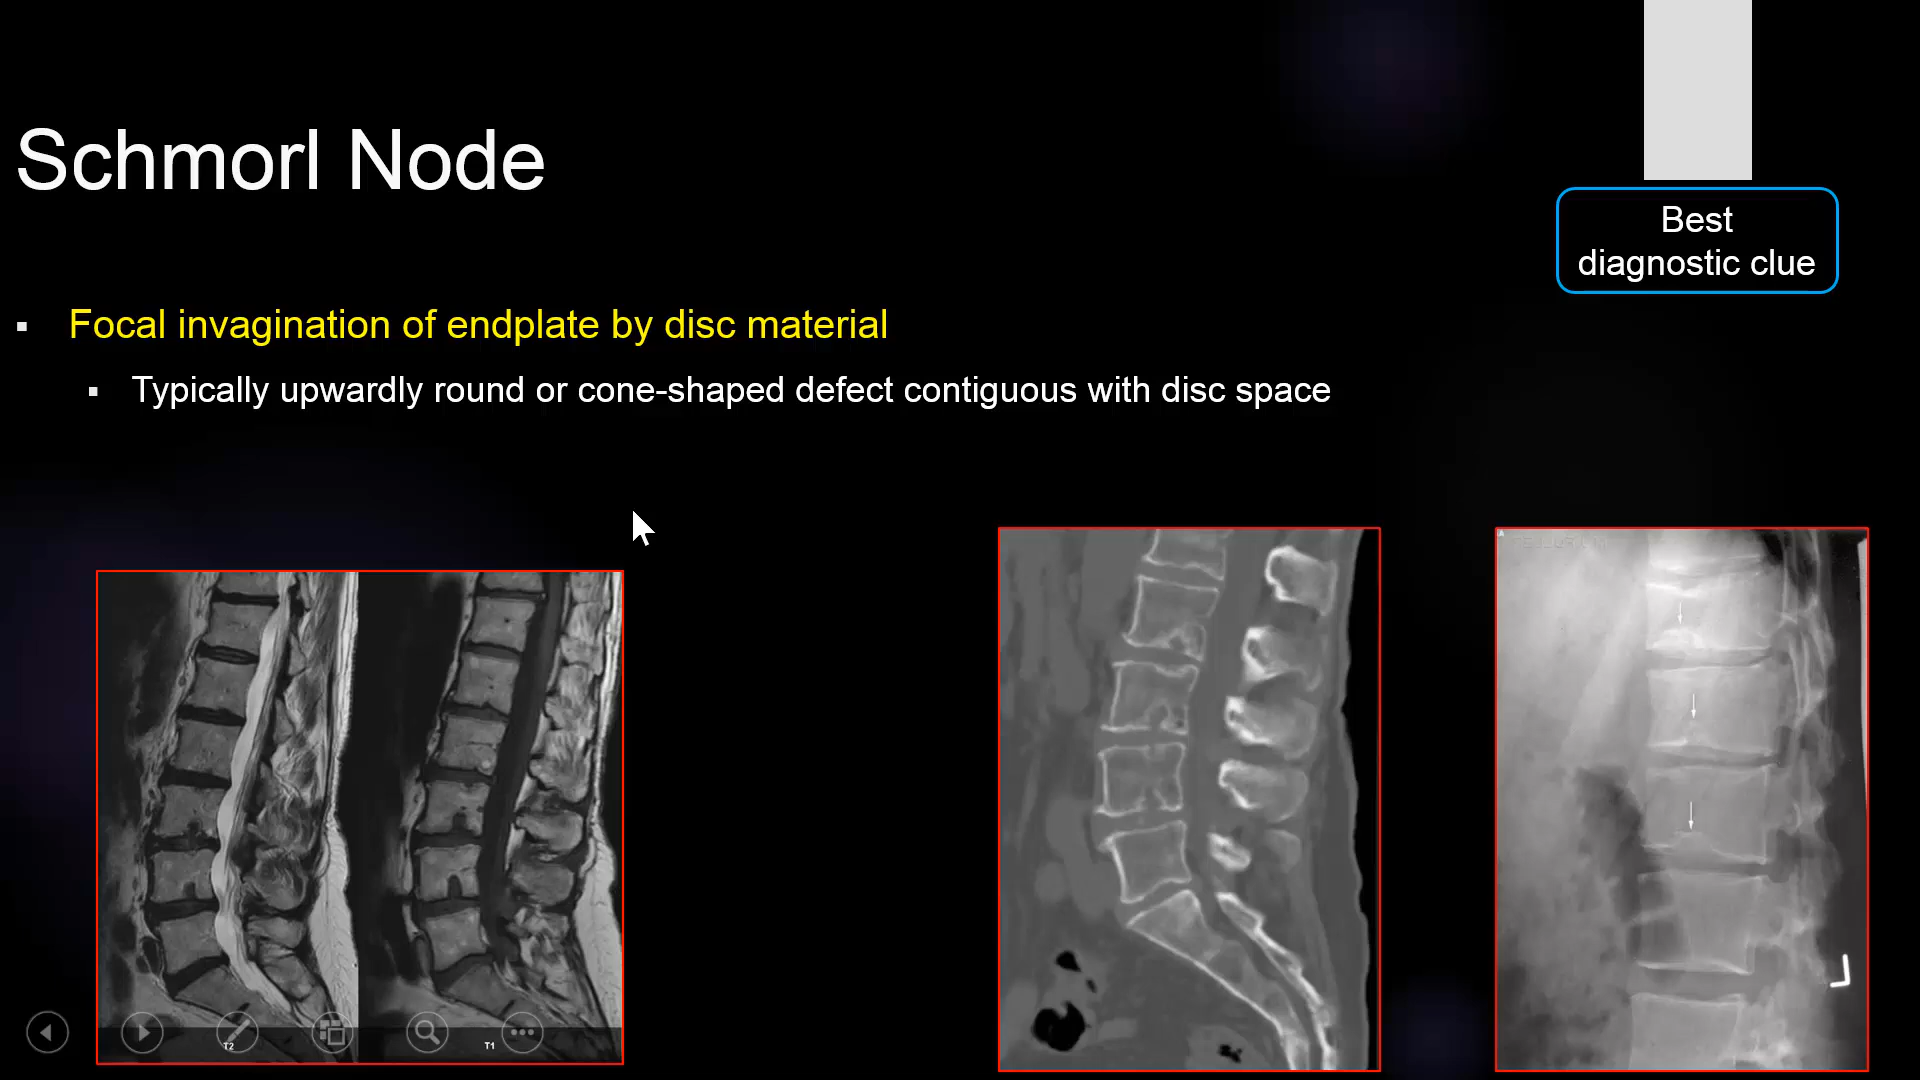 Schmorl Node
Best
diagnostic clue
Focal invagination of endplate by disc material
Typically upwardly round or cone-shaped defect contiguous with disc space
T2
T1
A
L